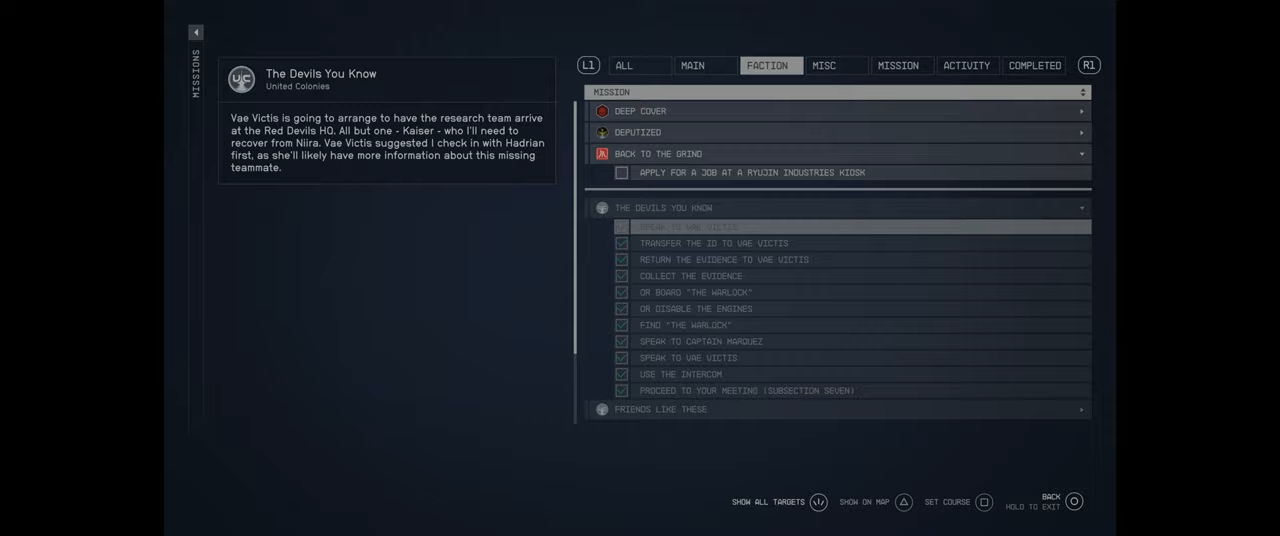 MISSIONS
UC
The Devils You Know
United Colonies
Vae Victis is going to arrange to have the research team arrive
at the Red Devils HQ. All but one - Kaiser - who I'll need to
recover from Niira. Vae Victis suggested I check in with Hadrian
first, as she'll likely have more information about this missing
teammate.
L1 ALL MAIN FACTION MISC MISSION ACTIVITY COMPLETED R1
MISSION
DEEP COVER
DEPUTIZED
BACK TO THE GRIND
APPLY FOR A JOB AT A RYUJIN INDUSTRIES KIOSK
THE DEVILS YOU KNOW
SPEAK TO VAE VICTIS
TRANSFER THE ID TO VAE VICTIS
RETURN THE EVIDENCE TO VAE VICTIS
COLLECT THE EVIDENCE
OR BOARD "THE WARLOCK"
OR DISABLE THE ENGINES
FIND "THE WARLOCK"
SPEAK TO CAPTAIN MARQUEZ
SPEAK TO VAE VICTIS
USE THE INTERCOM
PROCEED TO YOUR MEETING (SUBSECTION SEVEN)
FRIENDS LIKE THESE
SHOW ALL TARGETS SHOW ON MAP SET COURSE BACK
HOLD TO EXIT